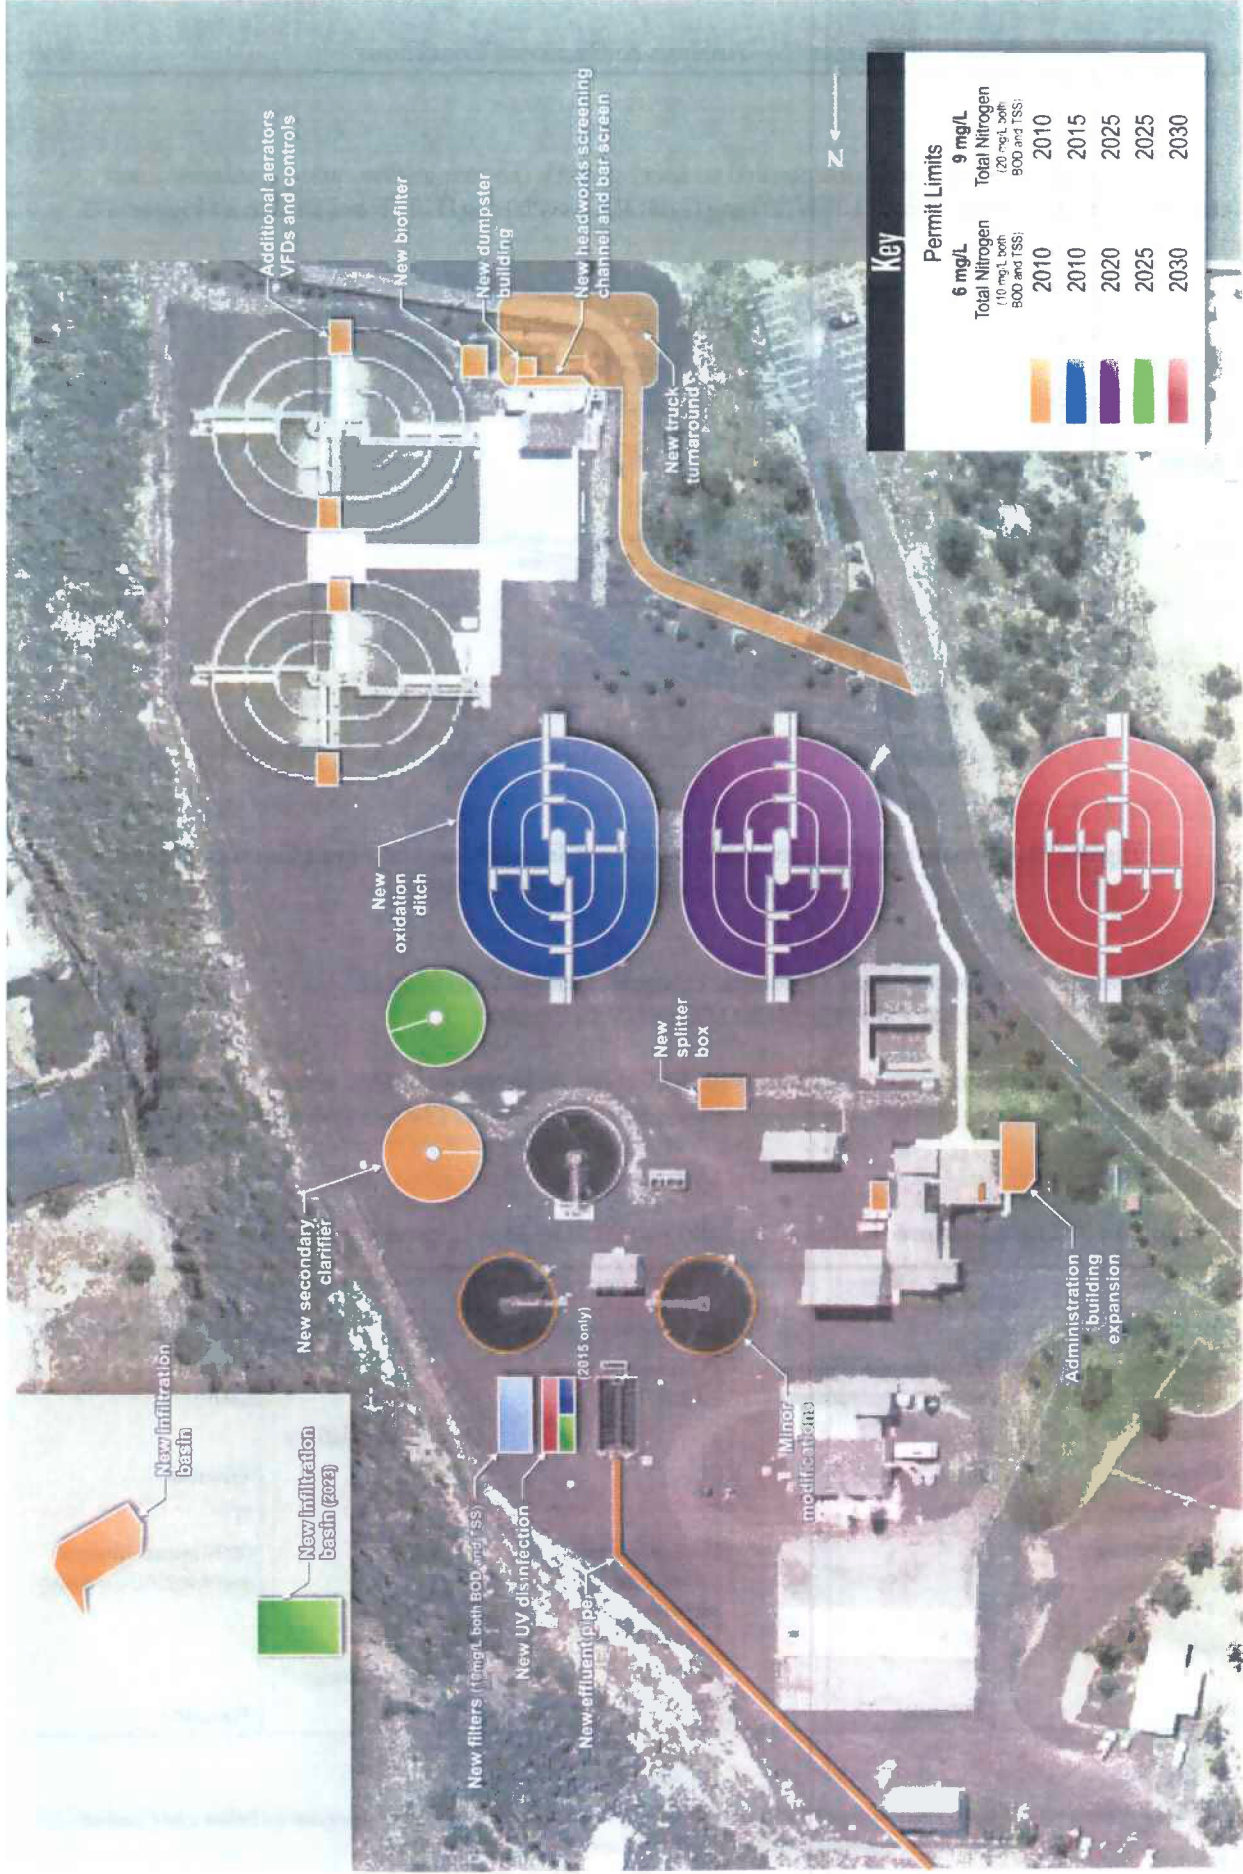 Additional aerators
VFDs and controls
New biofilter
New dumpster
building
New headworks screening
channel and bar screen
New truck
turnaround
N
Key
Permit Limits
6 mg/L
Total Nitrogen
(10 mg/L both
BOD and TSS)
9 mg/L
Total Nitrogen
(20 mg/L both
BOD and TSS)
2010 2010
2010 2015
2020 2025
2025 2025
2030 2030
New
oxidation
ditch
New
splitter
box
New secondary
clarifier
(2015 only)
Administration
building
expansion
Minor
modifications
New infiltration
basin
New infiltration
basin (2023)
New filters (10mg/L both BOD and TSS)
New UV disinfection
New effluent pipe